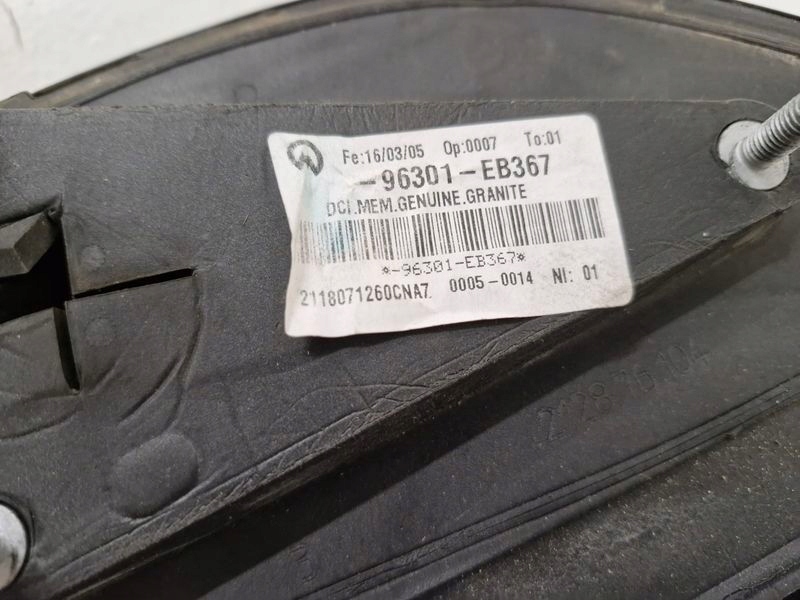 Fe:16/03/05 Op:0007 To:01
-96301-EB367
DCI.MEM.GENUINE.GRANITE
*-96301-EB367*
2118071260CNA7 0005-0014 NI: 01